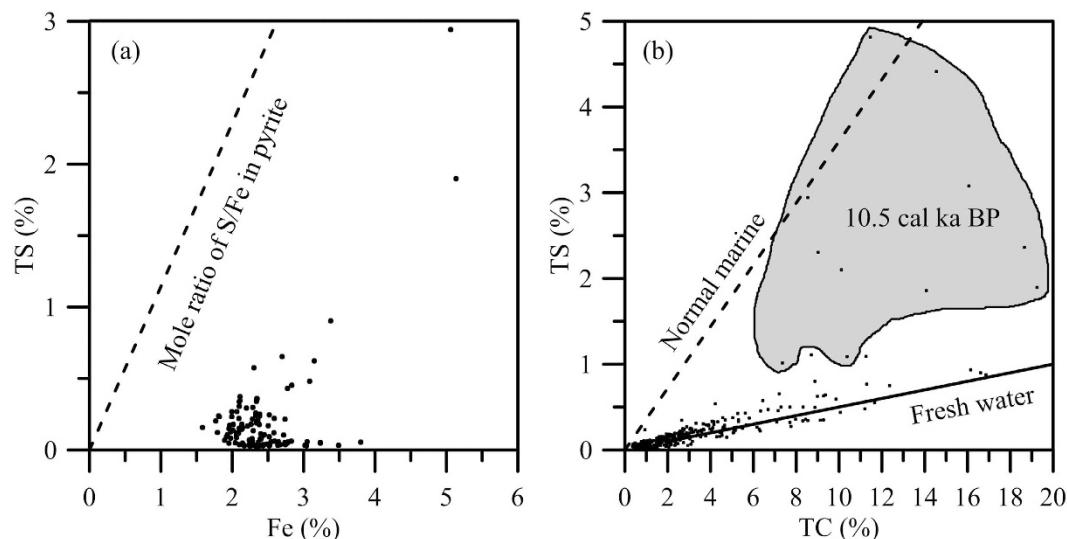 (a)
3
2
1
0
TS (%)
Mole ratio of S/Fe in pyrite
0 1 2 3 4 5 6
Fe (%)
(b)
5
4
3
2
1
0
TS (%)
Normal marine
10.5 cal ka BP
Fresh water
0 2 4 6 8 10 12 14 16 18 20
TC (%)